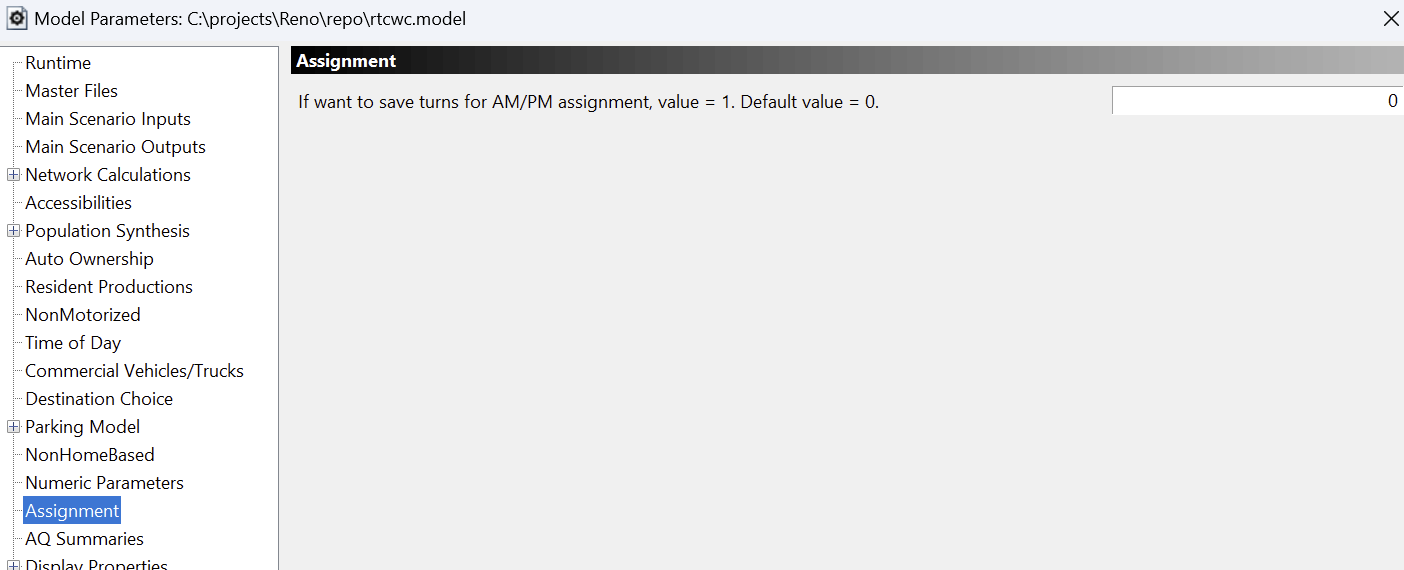 Model Parameters: C:\projects\Reno\repo\rtcwc.model
Runtime
Master Files
Main Scenario Inputs
Main Scenario Outputs
Network Calculations
Accessibilities
Population Synthesis
Auto Ownership
Resident Productions
NonMotorized
Time of Day
Commercial Vehicles/Trucks
Destination Choice
Parking Model
NonHomeBased
Numeric Parameters
Assignment
AQ Summaries
Display Properties
Assignment
If want to save turns for AM/PM assignment, value = 1. Default value = 0.
0